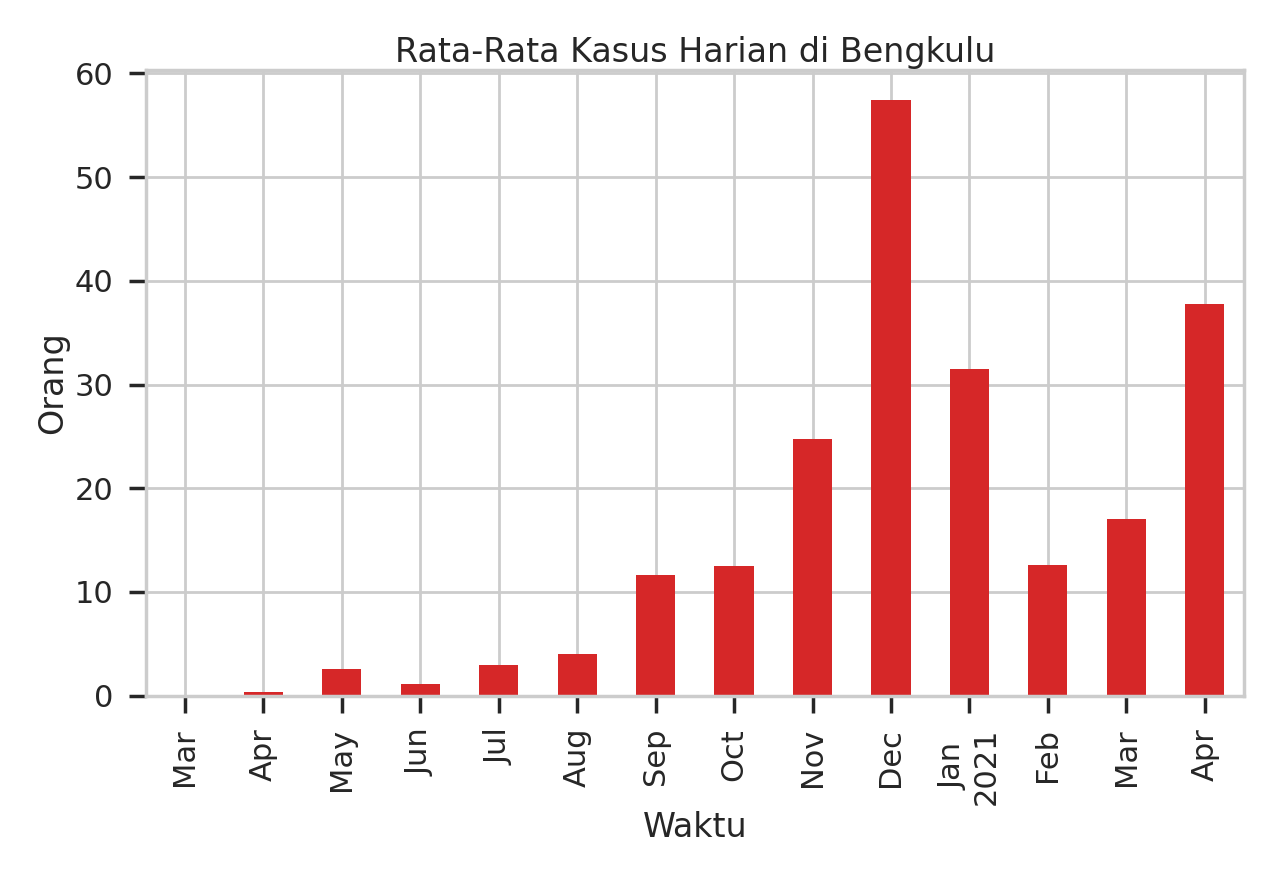 Rata-Rata Kasus Harian di Bengkulu
60
50
40
30
20
10
0
Orang
Mar
Apr
May
Jun
Jul
Aug
Sep
Oct
Nov
Dec
Jan
2021
Feb
Mar
Apr
Waktu